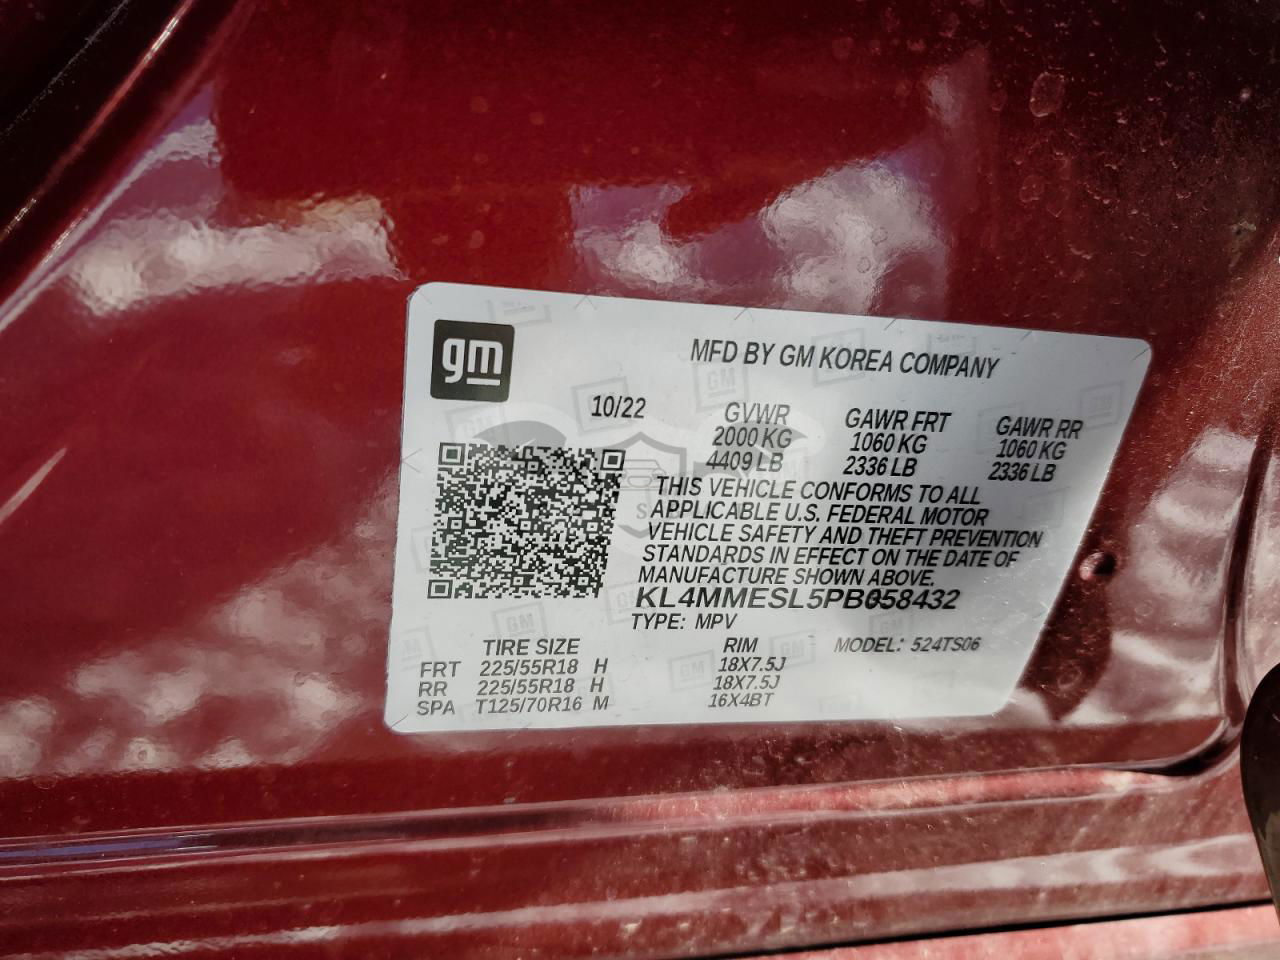 gm
MFD BY GM KOREA COMPANY
10/22 GVWR GAWR FRT GAWR RR
2000 KG 1060 KG 1060 KG
4409 LB 2336 LB 2336 LB
THIS VEHICLE CONFORMS TO ALL
APPLICABLE U.S. FEDERAL MOTOR
VEHICLE SAFETY AND THEFT PREVENTION
STANDARDS IN EFFECT ON THE DATE OF
MANUFACTURE SHOWN ABOVE.
KL4MMESL5PB058432
TYPE: MPV
TIRE SIZE RIM MODEL: 524TS06
FRT 225/55R18 H 18X7.5J
RR 225/55R18 H 18X7.5J
SPA T125/70R16 M 16X4BT